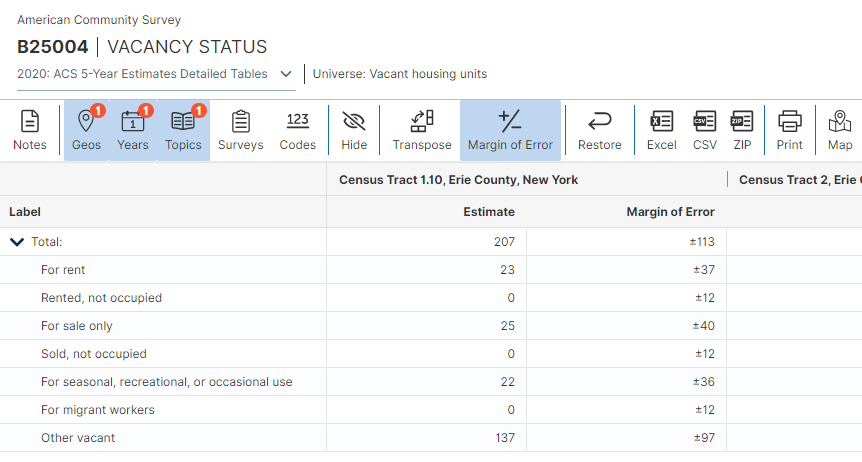 American Community Survey
B25004 | VACANCY STATUS
2020: ACS 5-Year Estimates Detailed Tables | Universe: Vacant housing units
1 1 1 1 123 +/- X CSV ZIP
Notes Geos Years Topics Surveys Codes Hide Transpose Margin of Error Restore Excel CSV ZIP Print Map
Census Tract 1.10, Erie County, New York Census Tract 2, Erie
Label Estimate Margin of Error
Total: 207 ±113
For rent 23 ±37
Rented, not occupied 0 ±12
For sale only 25 ±40
Sold, not occupied 0 ±12
For seasonal, recreational, or occasional use 22 ±36
For migrant workers 0 ±12
Other vacant 137 ±97